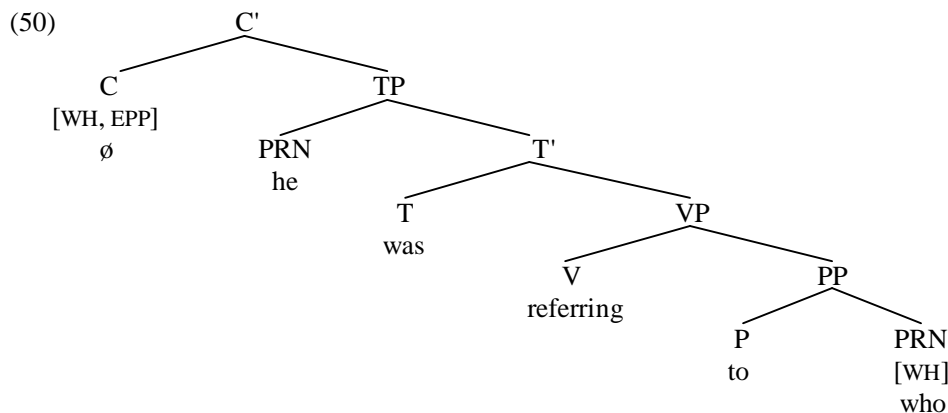 (50) C'
C TP
[WH, EPP]
ø PRN T'
he
T VP
was
V PP
referring
P PRN
to [WH]
who